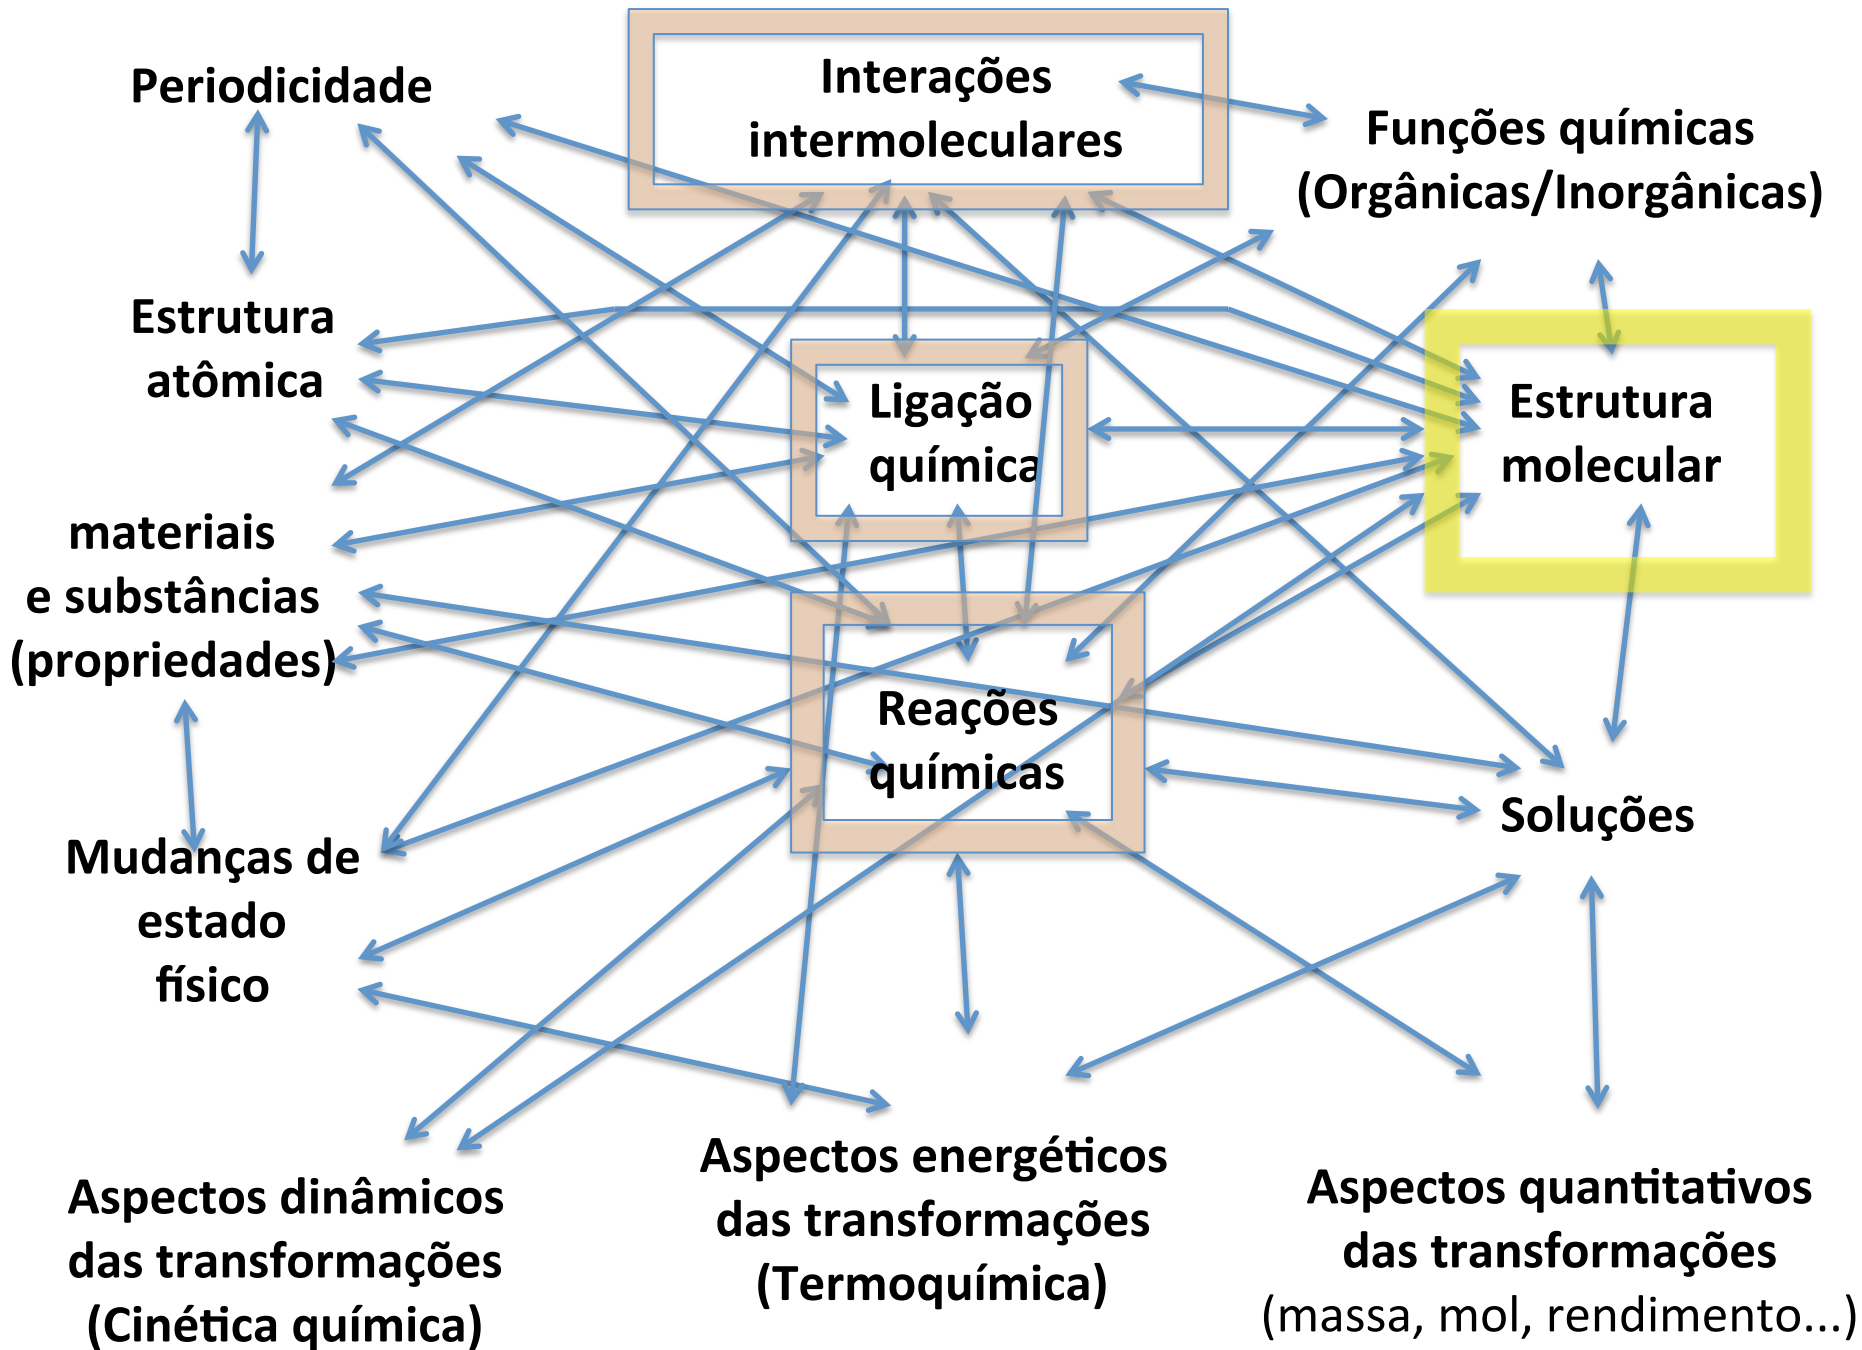 Periodicidade
Interações
intermoleculares
Funções químicas
(Orgânicas/Inorgânicas)
Estrutura
atômica
Ligação
química
Estrutura
molecular
materiais
e substâncias
(propriedades)
Reações
químicas
Soluções
Mudanças de
estado
físico
Aspectos dinâmicos
das transformações
(Cinética química)
Aspectos energéticos
das transformações
(Termoquímica)
Aspectos quantitativos
das transformações
(massa, mol, rendimento...)